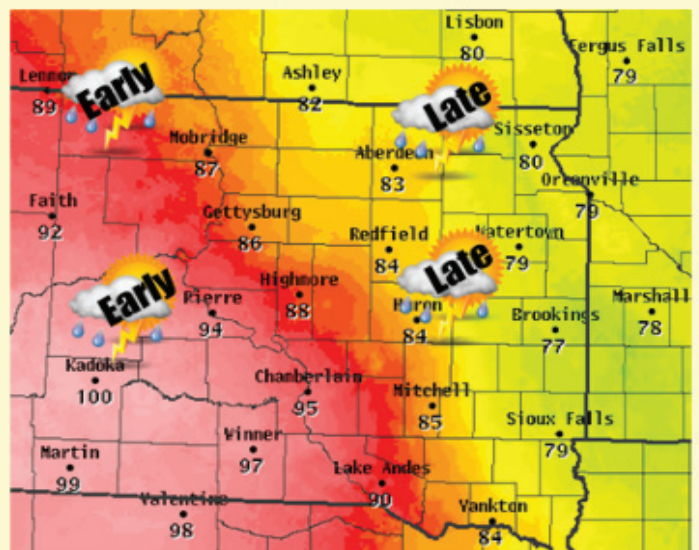 Lisbon
80
Fergus Falls
79
Lemmon
89
Early
Ashley
82
Late
Mobridge
87
Aberdeen
83
Sisseton
80
Ortonville
79
Faith
92
Gettysburg
86
Redfield
84
Watertown
79
Early
Pierre
94
Highmore
88
Late
Huron
84
Brookings
77
Marshall
78
Kadoka
100
Chamberlain
95
Mitchell
85
Sioux Falls
79
Martin
99
Winner
97
Lake Andes
90
Valentine
98
Yankton
84